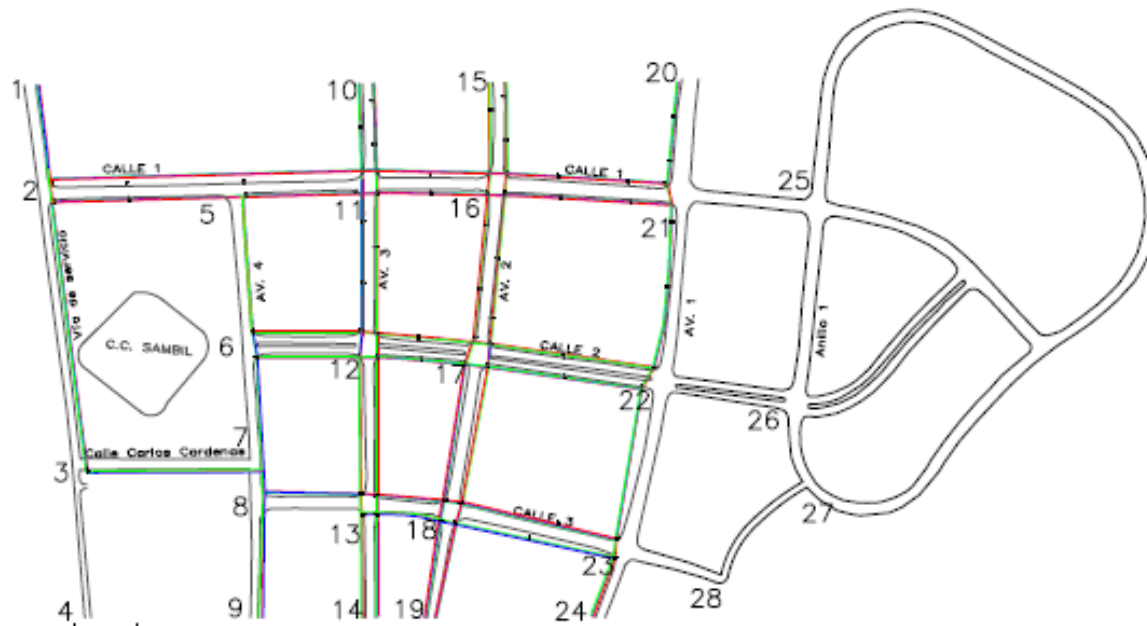 20
15
1
10
CALLE 1
CALLE 1
25
2
5
11
16
21
Vía de servicio
AV. 4
AV. 3
AV. 2
AV. 1
Anillo 1
C.C. SAMBIL
6
12
17
CALLE 2
22
26
7
Calle Carlos Cardenas
3
8
13
18
CALLE 3
23
27
28
4
9
14
19
24